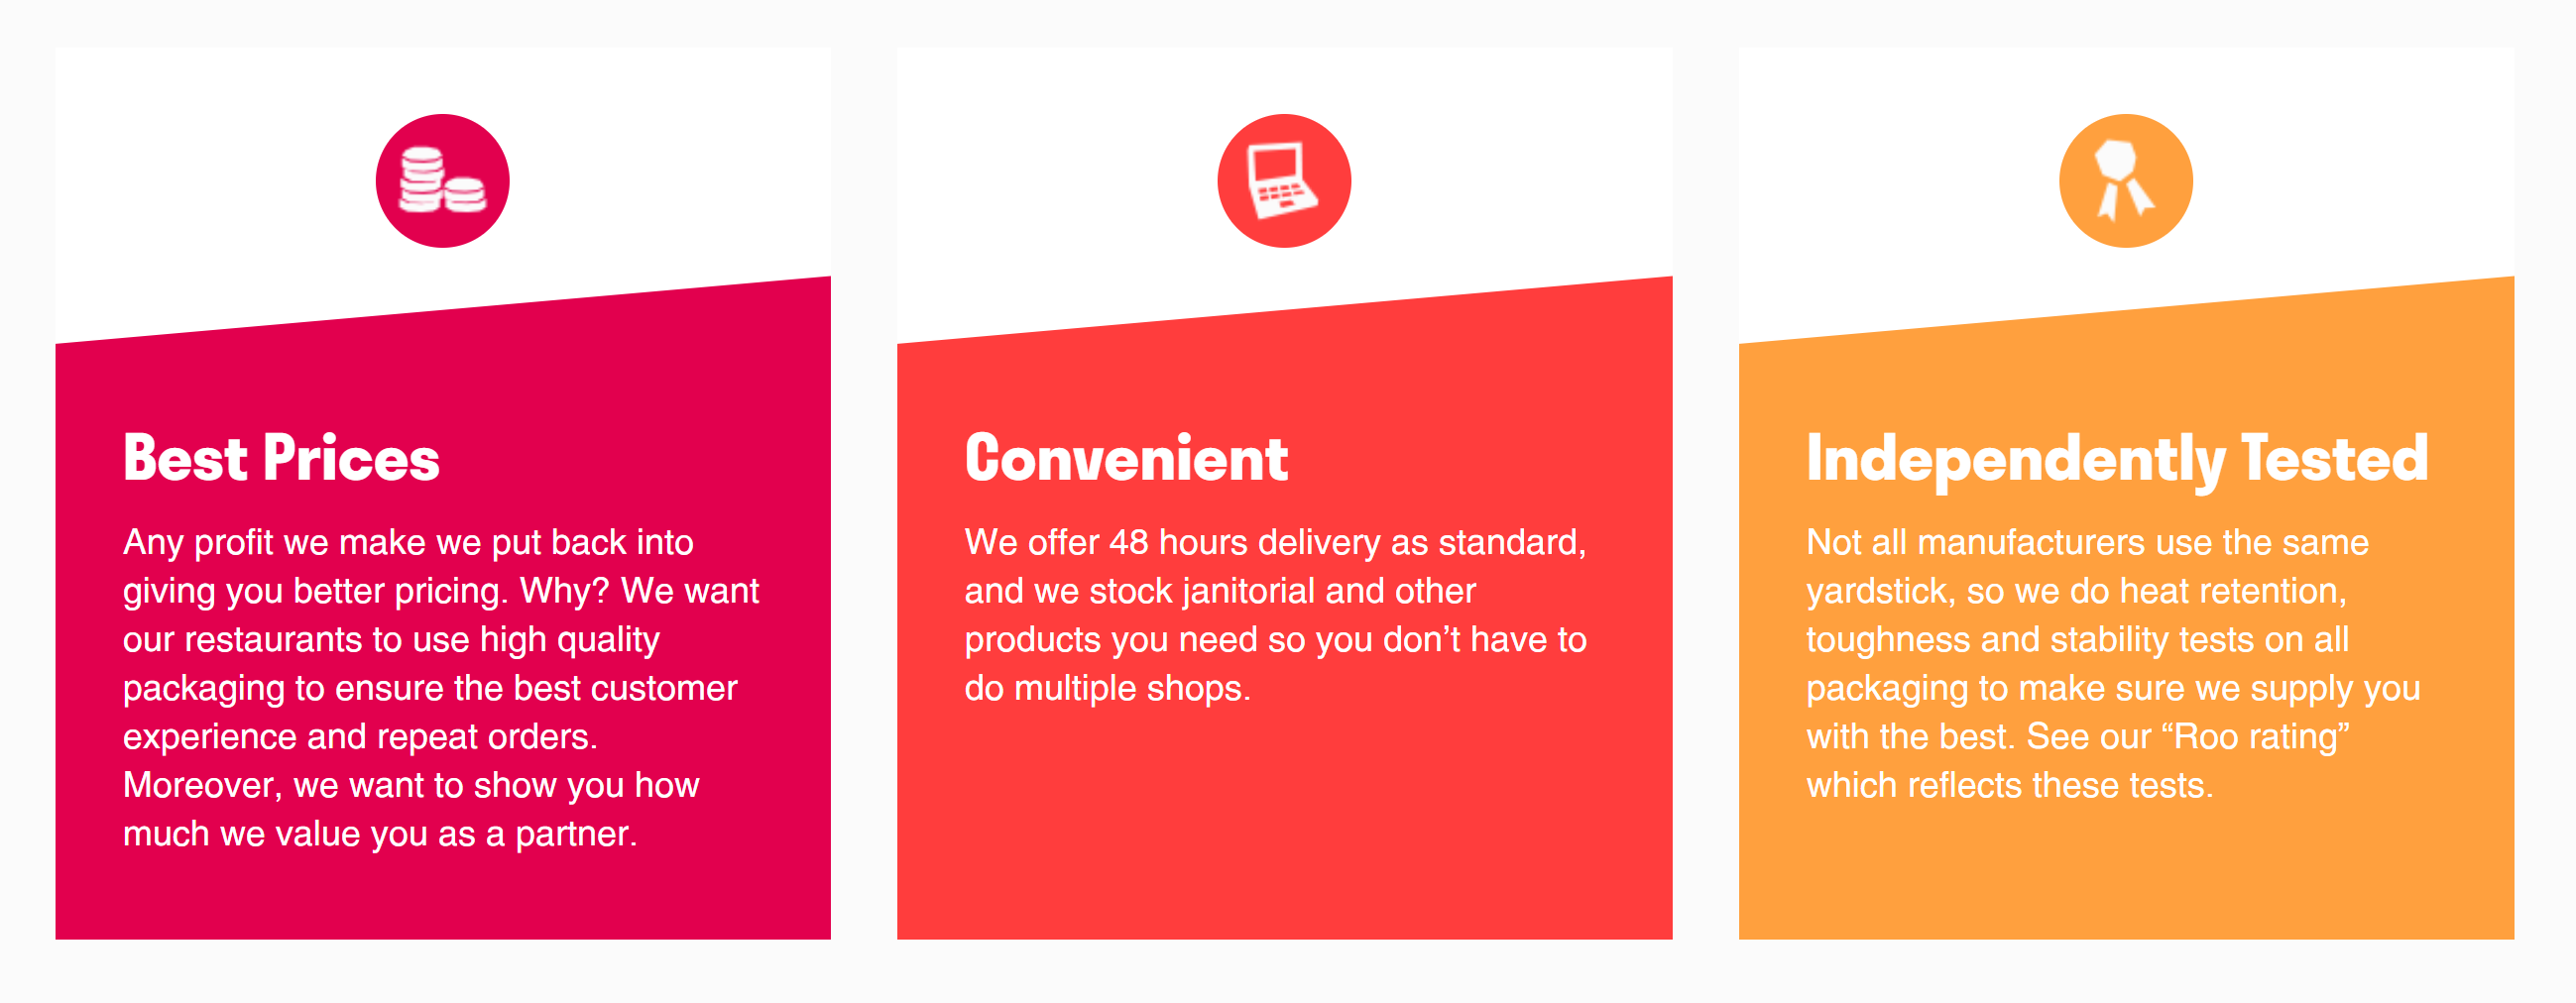 Best Prices
Any profit we make we put back into
giving you better pricing. Why? We want
our restaurants to use high quality
packaging to ensure the best customer
experience and repeat orders.
Moreover, we want to show you how
much we value you as a partner.
Convenient
We offer 48 hours delivery as standard,
and we stock janitorial and other
products you need so you don’t have to
do multiple shops.
Independently Tested
Not all manufacturers use the same
yardstick, so we do heat retention,
toughness and stability tests on all
packaging to make sure we supply you
with the best. See our “Roo rating”
which reflects these tests.